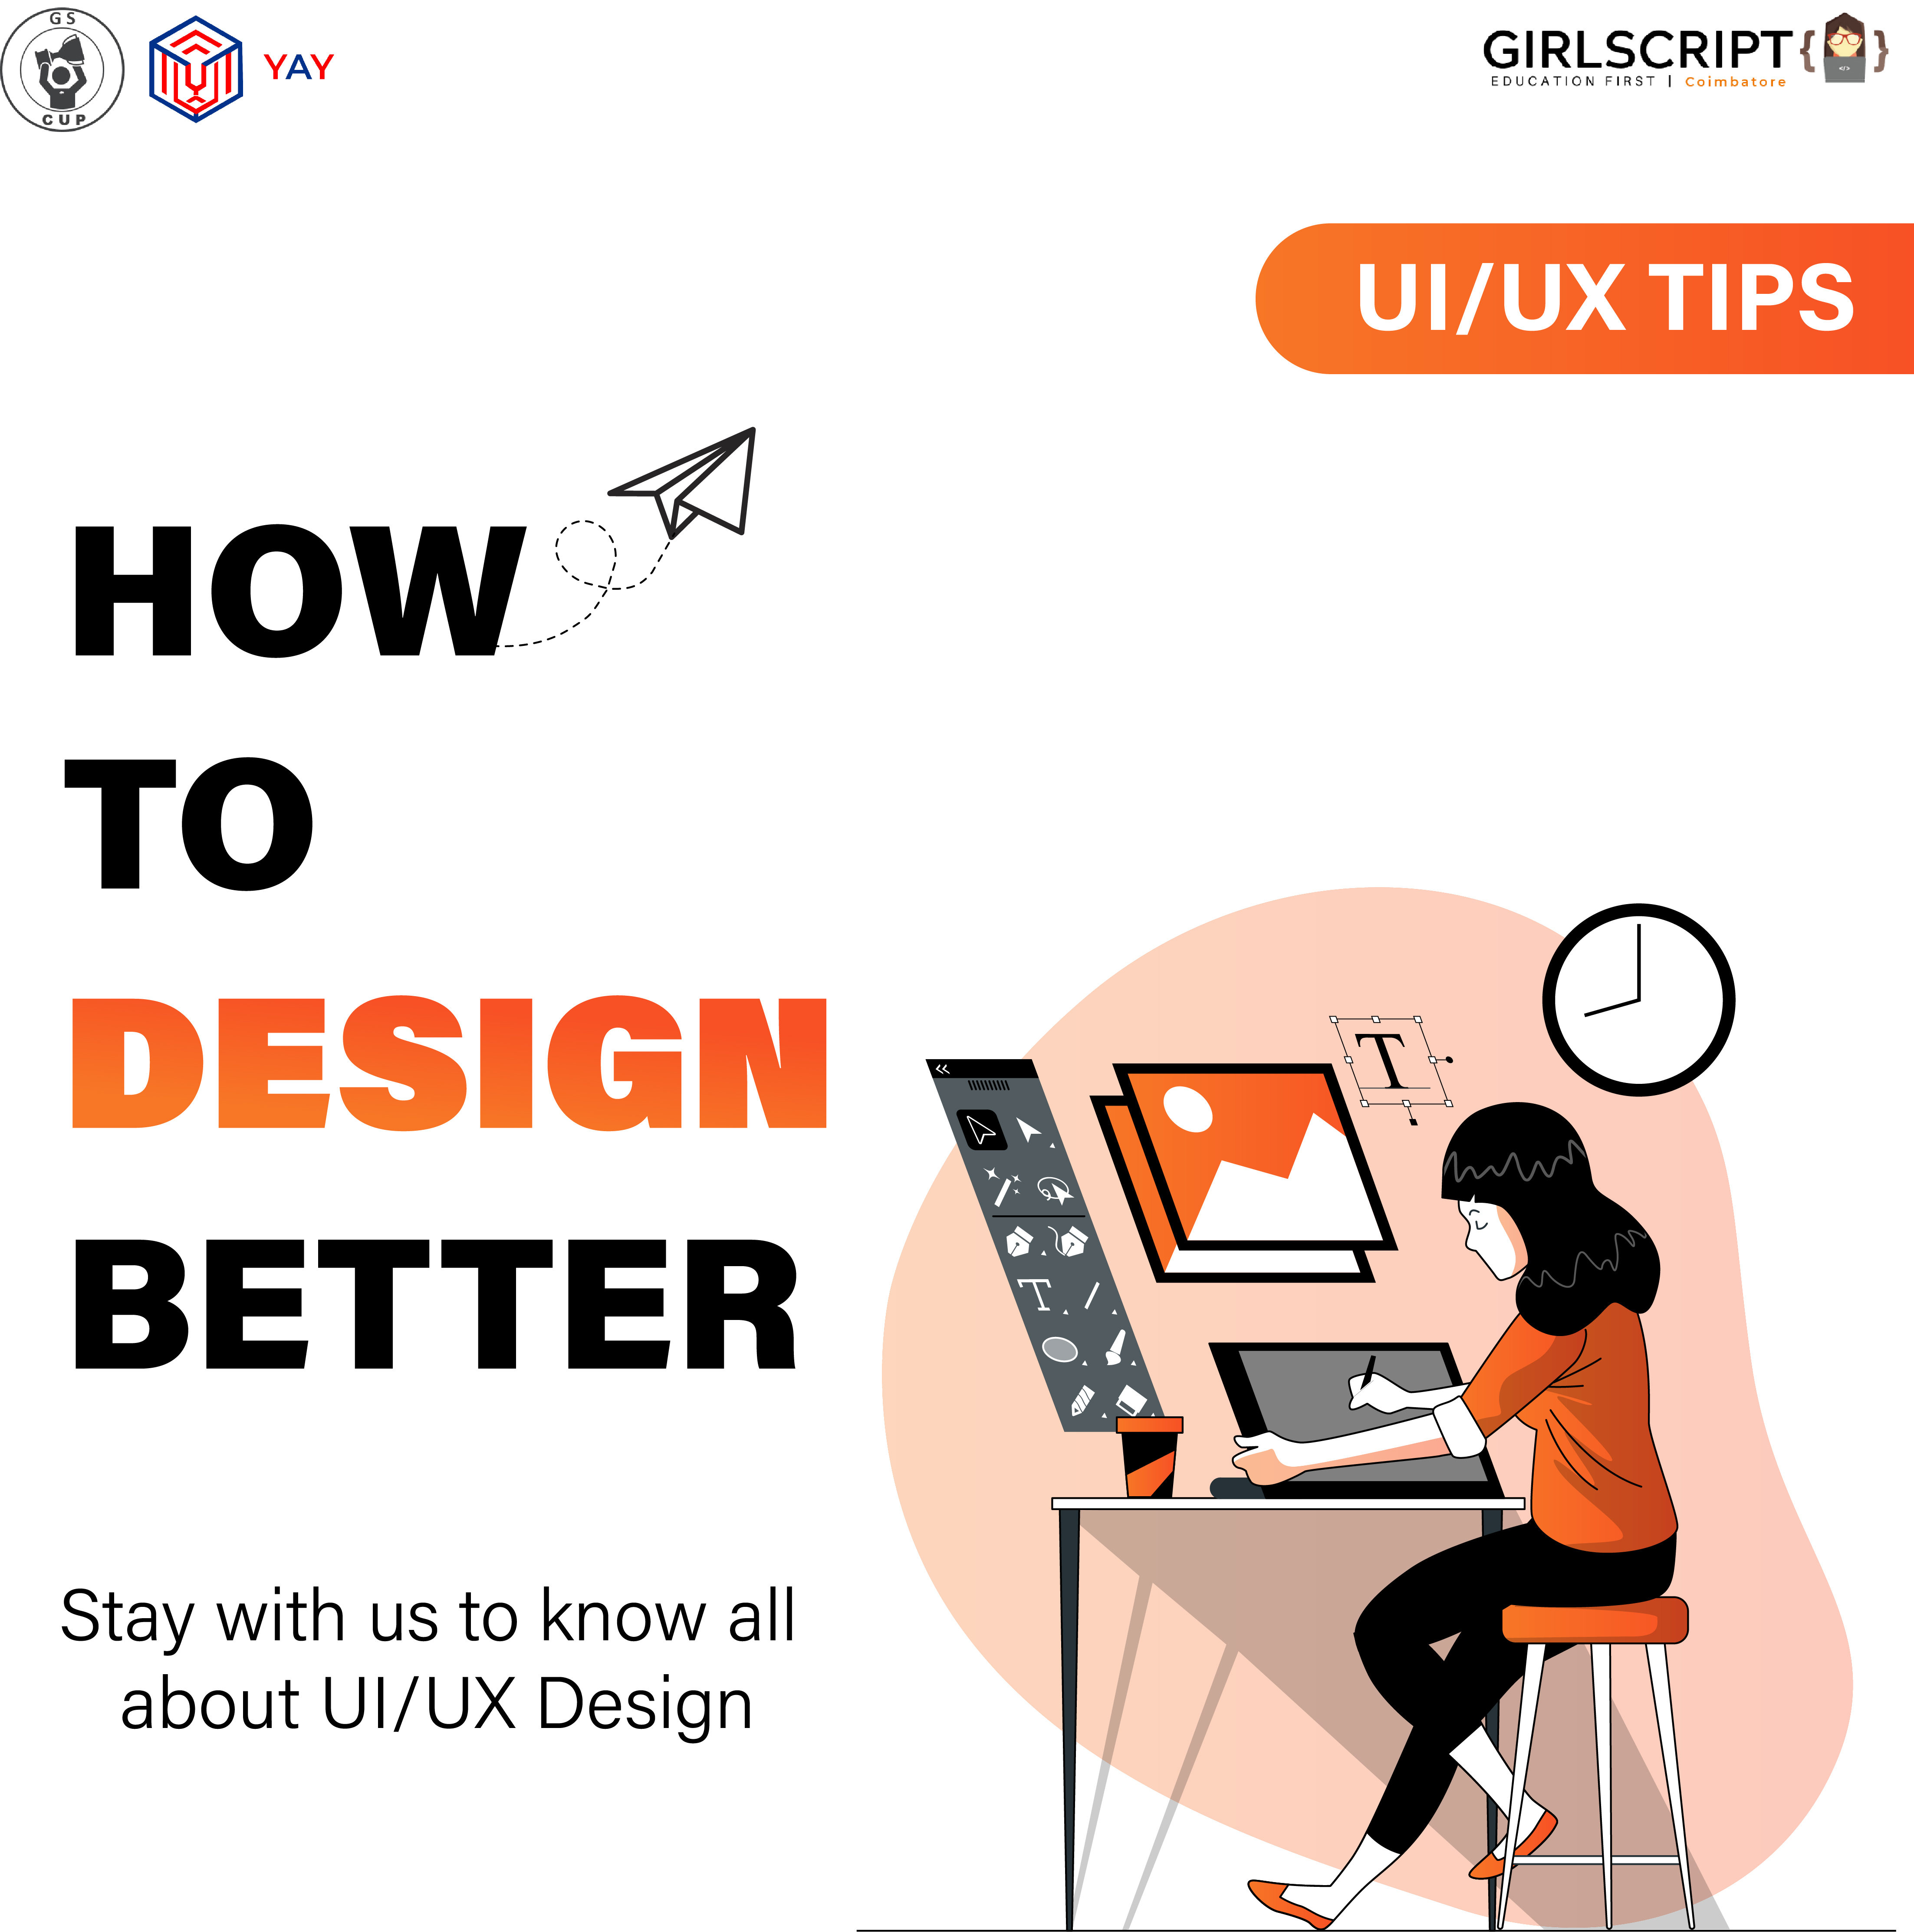 GS
CUP
YAY
GIRLSCRIPT
EDUCATION FIRST | Coimbatore
</>
UI/UX TIPS
HOW
TO
DESIGN
BETTER
T
T
Stay with us to know all
about UI/UX Design